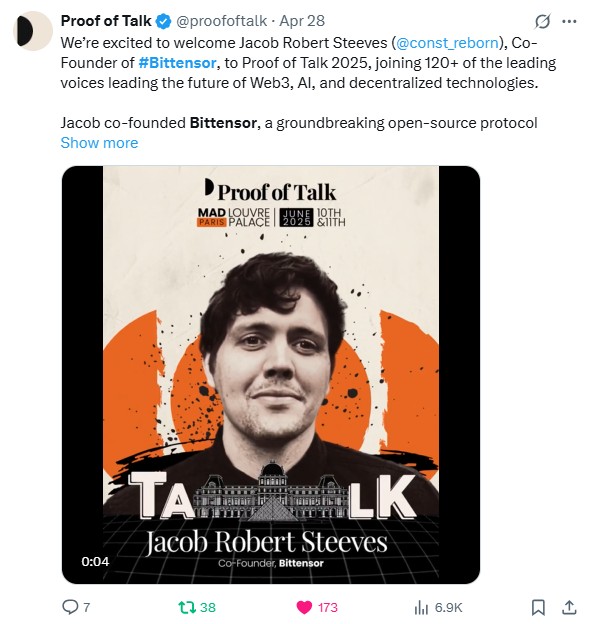 Proof of Talk @proofoftalk · Apr 28
We're excited to welcome Jacob Robert Steeves (@const_reborn), Co-
Founder of #Bittensor, to Proof of Talk 2025, joining 120+ of the leading
voices leading the future of Web3, AI, and decentralized technologies.
Jacob co-founded Bittensor, a groundbreaking open-source protocol
Show more
Proof of Talk
MAD LOUVRE JUNE 10TH
PARIS PALACE 2025 &11TH
TA LK
Jacob Robert Steeves
Co-Founder, Bittensor
0:04
7 38 173 6.9K